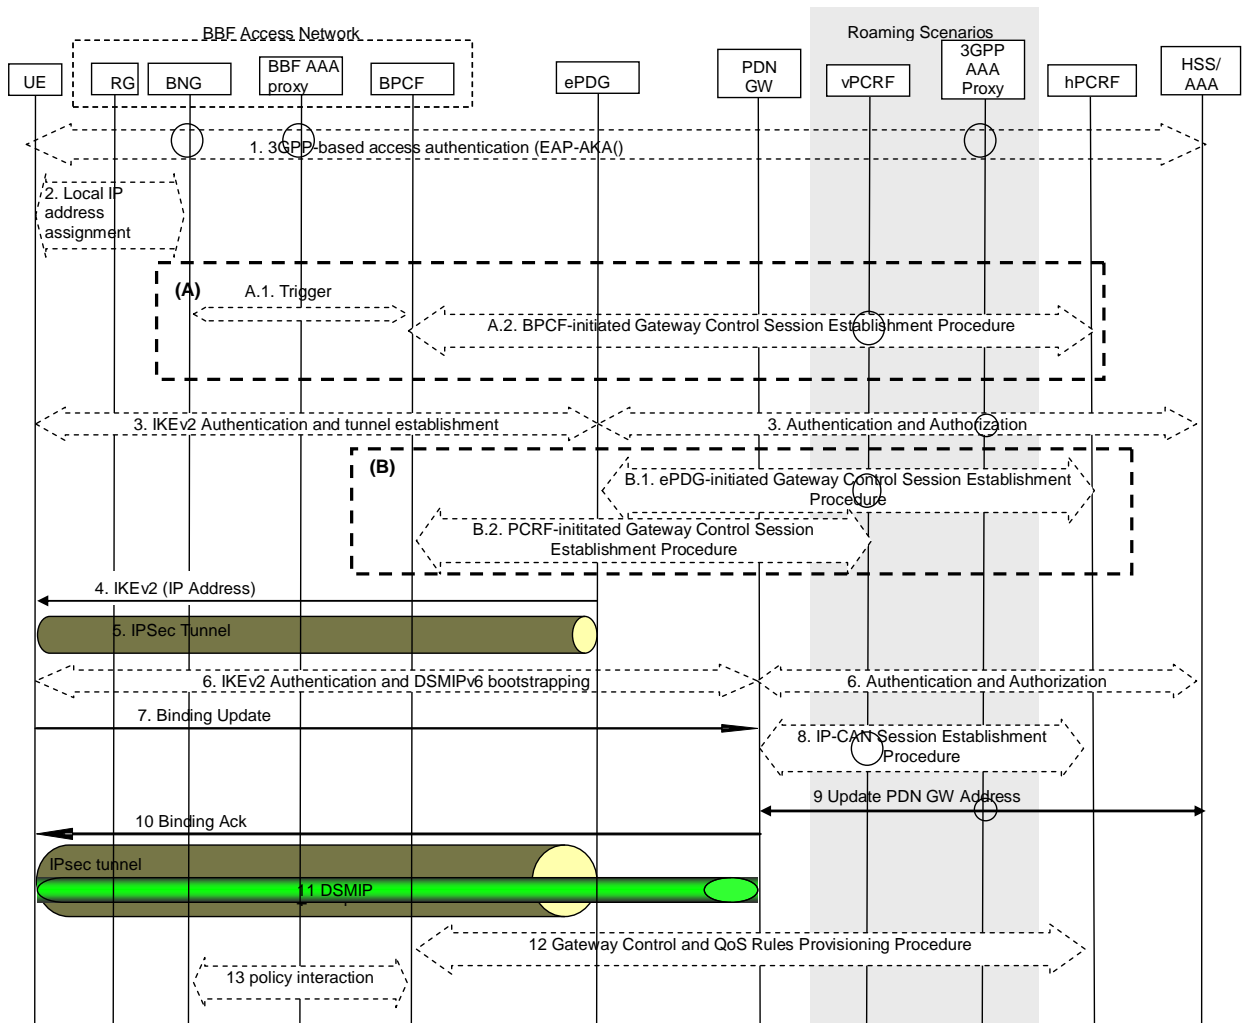 BBF Access Network
Roaming Scenarios
UE
RG
BNG
BBF AAA
proxy
BPCF
ePDG
PDN
GW
vPCRF
3GPP
AAA
Proxy
hPCRF
HSS/
AAA
1. 3GPP-based access authentication (EAP-AKA()
2. Local IP
address
assignment
(A)
A.1. Trigger
A.2. BPCF-initiated Gateway Control Session Establishment Procedure
3. IKEv2 Authentication and tunnel establishment
3. Authentication and Authorization
(B)
B.1. ePDG-initiated Gateway Control Session Establishment
Procedure
B.2. PCRF-inititated Gateway Control Session
Establishment Procedure
4. IKEv2 (IP Address)
5. IPSec Tunnel
6. IKEv2 Authentication and DSMIPv6 bootstrapping
6. Authentication and Authorization
7. Binding Update
8. IP-CAN Session Establishment
Procedure
9 Update PDN GW Address
10 Binding Ack
IPsec tunnel
11 DSMIP
12 Gateway Control and QoS Rules Provisioning Procedure
13 policy interaction